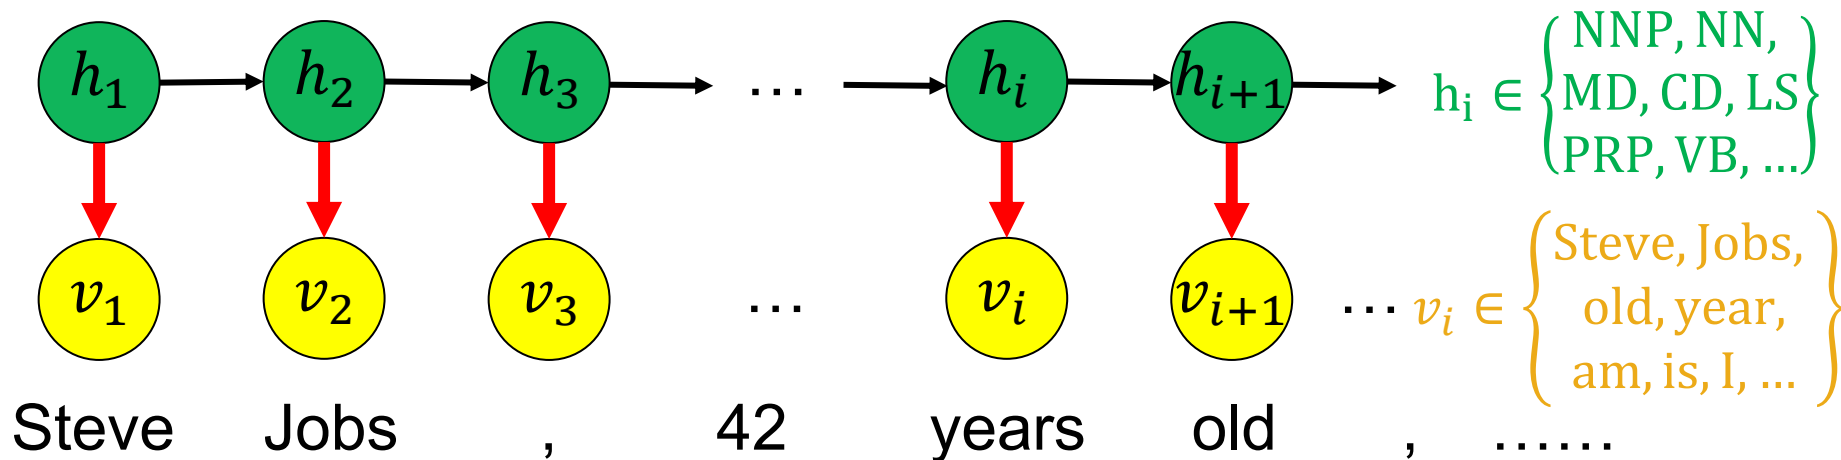 h₁ h₂ h₃ … hᵢ hᵢ₊₁ hᵢ ∈ { NNP, NN,
MD, CD, LS
PRP, VB, … }
v₁ v₂ v₃ … vᵢ vᵢ₊₁ … vᵢ ∈ { Steve, Jobs,
old, year,
am, is, I, … }
Steve Jobs , 42 years old , ……